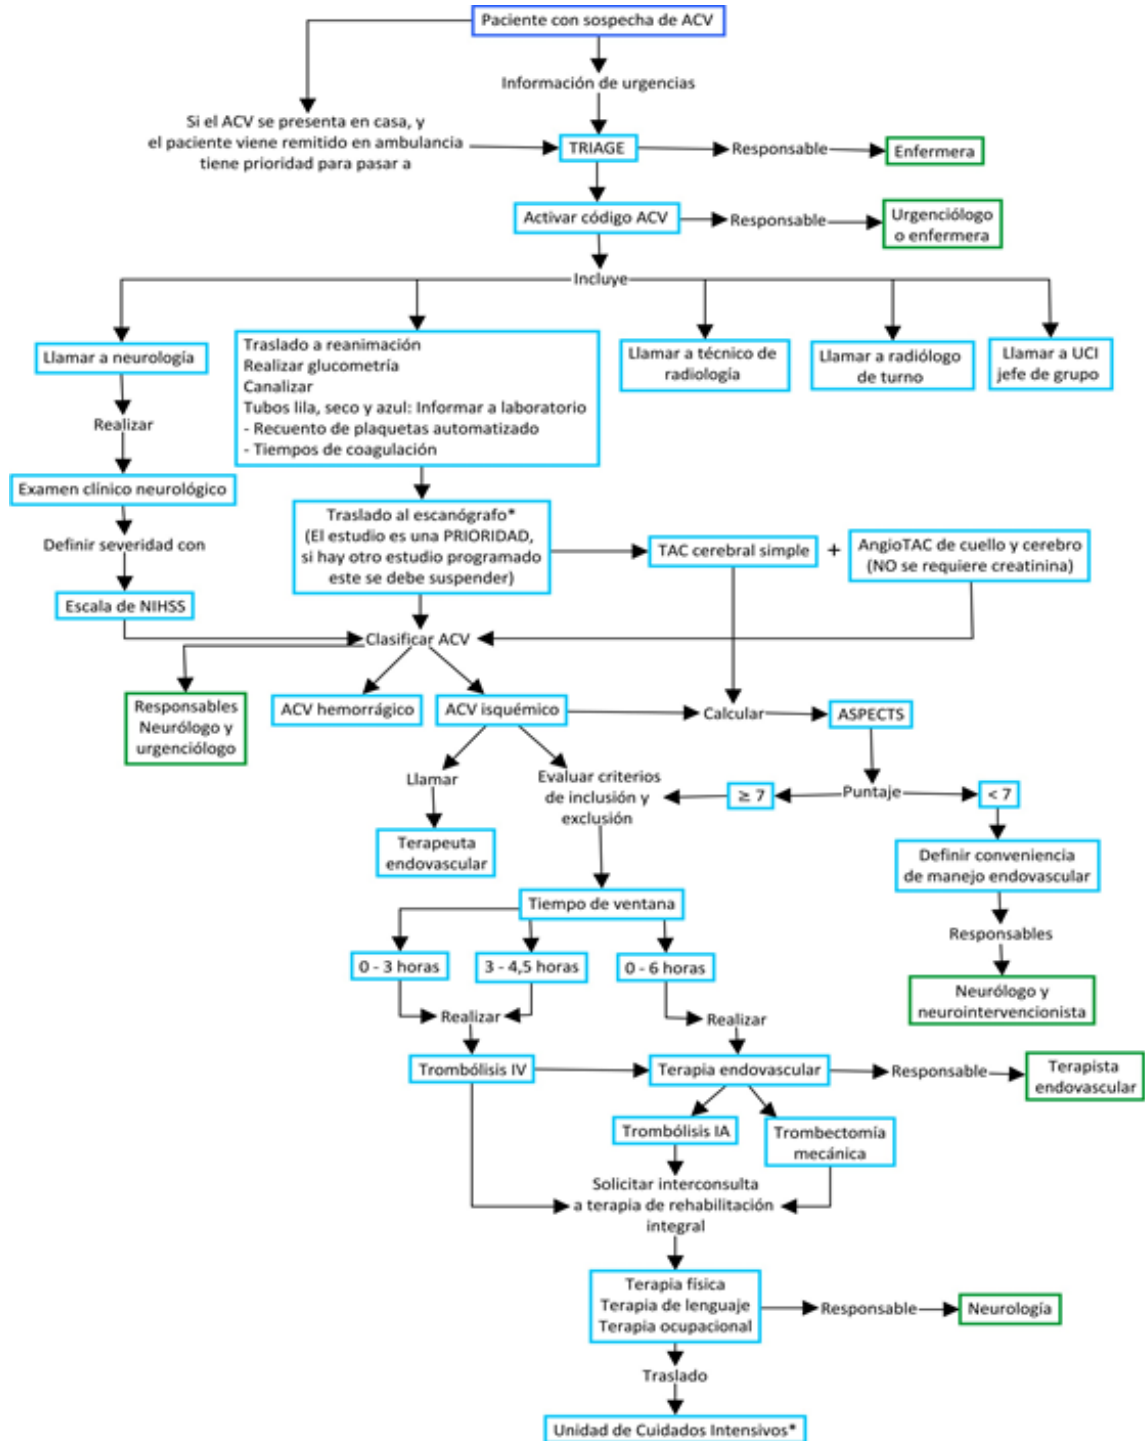 Paciente con sospecha de ACV
Información de urgencias
Si el ACV se presenta en casa, y
el paciente viene remitido en ambulancia
tiene prioridad para pasar a
TRIAGE
Responsable
Enfermera
Activar código ACV
Responsable
Urgenciólogo
o enfermera
Incluye
Llamar a neurología
Traslado a reanimación
Realizar glucometría
Canalizar
Tubos lila, seco y azul: Informar a laboratorio
- Recuento de plaquetas automatizado
- Tiempos de coagulación
Llamar a técnico de
radiología
Llamar a radiólogo
de turno
Llamar a UCI
jefe de grupo
Realizar
Examen clínico neurológico
Definir severidad con
Escala de NIHSS
Traslado al escanógrafo*
(El estudio es una PRIORIDAD,
si hay otro estudio programado
este se debe suspender)
TAC cerebral simple
+
AngioTAC de cuello y cerebro
(NO se requiere creatinina)
Clasificar ACV
Responsables
Neurólogo y
urgenciólogo
ACV hemorrágico
ACV isquémico
Calcular
ASPECTS
Llamar
Terapeuta
endovascular
Evaluar criterios
de inclusión y
exclusión
≥ 7
Puntaje
< 7
Definir conveniencia
de manejo endovascular
Responsables
Neurólogo y
neurointervencionista
Tiempo de ventana
0 - 3 horas
3 - 4,5 horas
0 - 6 horas
Realizar
Realizar
Trombólisis IV
Terapia endovascular
Responsable
Terapista
endovascular
Trombólisis IA
Trombectomía
mecánica
Solicitar interconsulta
a terapia de rehabilitación
integral
Terapia física
Terapia de lenguaje
Terapia ocupacional
Responsable
Neurología
Traslado
Unidad de Cuidados Intensivos*